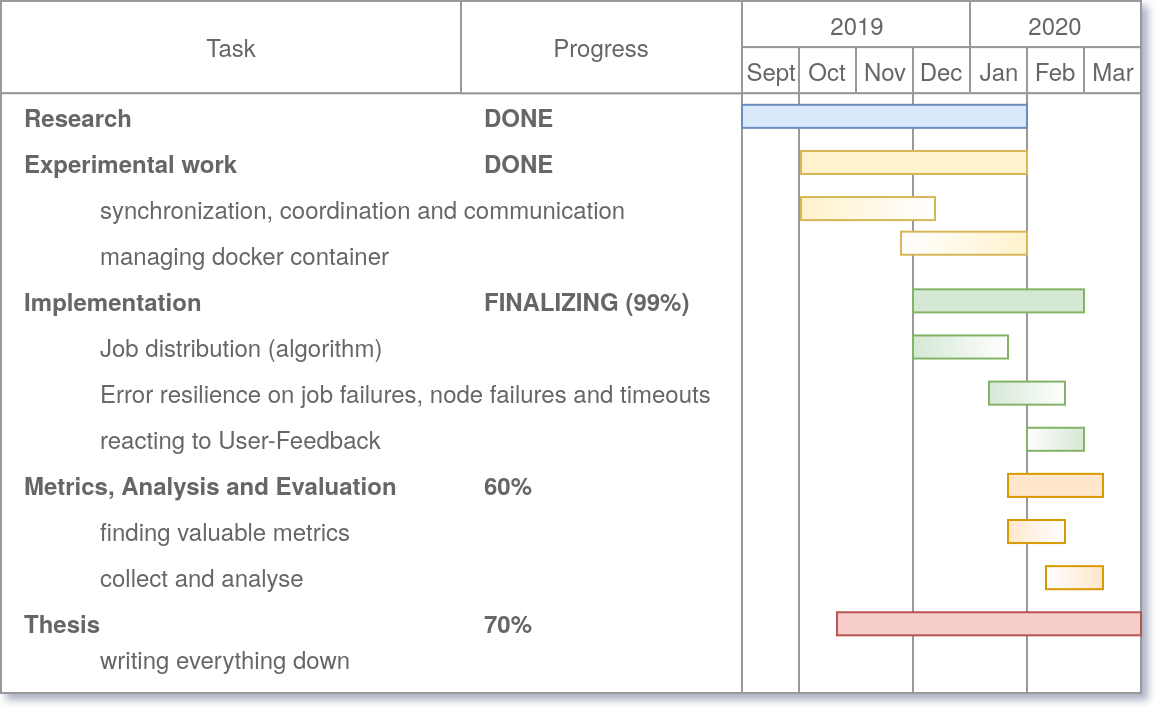 Task
Progress
2019
2020
Sept
Oct
Nov
Dec
Jan
Feb
Mar
Research
DONE
Experimental work
DONE
synchronization, coordination and communication
managing docker container
Implementation
FINALIZING (99%)
Job distribution (algorithm)
Error resilience on job failures, node failures and timeouts
reacting to User-Feedback
Metrics, Analysis and Evaluation
60%
finding valuable metrics
collect and analyse
Thesis
70%
writing everything down